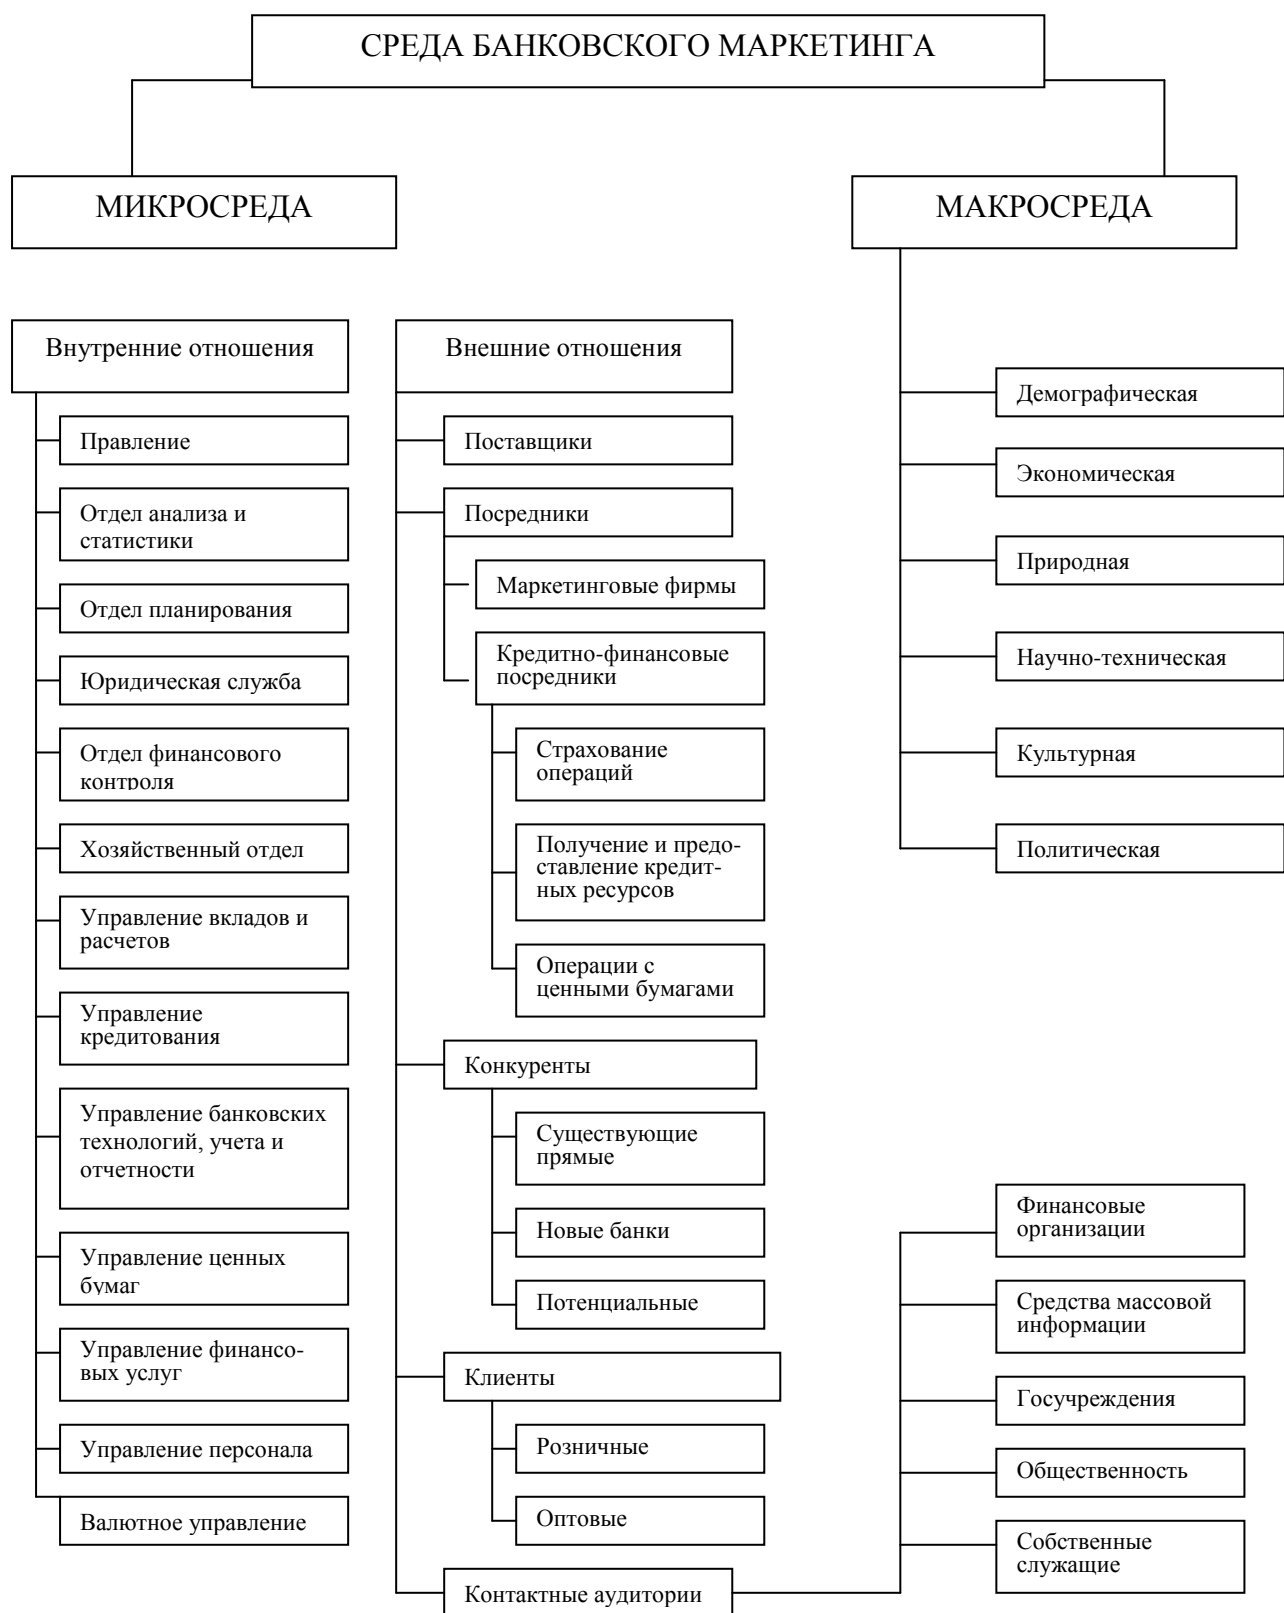 СРЕДА БАНКОВСКОГО МАРКЕТИНГА
МИКРОСРЕДА
МАКРОСРЕДА
Внутренние отношения
Правление
Отдел анализа и
статистики
Отдел планирования
Юридическая служба
Отдел финансового
контроля
Хозяйственный отдел
Управление вкладов и
расчетов
Управление
кредитования
Управление банковских
технологий, учета и
отчетности
Управление ценных
бумаг
Управление финансо-
вых услуг
Управление персонала
Валютное управление
Внешние отношения
Поставщики
Посредники
Маркетинговые фирмы
Кредитно-финансовые
посредники
Страхование
операций
Получение и предо-
ставление кредит-
ных ресурсов
Операции с
ценными бумагами
Конкуренты
Существующие
прямые
Новые банки
Потенциальные
Клиенты
Розничные
Оптовые
Контактные аудитории
Демографическая
Экономическая
Природная
Научно-техническая
Культурная
Политическая
Финансовые
организации
Средства массовой
информации
Госучреждения
Общественность
Собственные
служащие